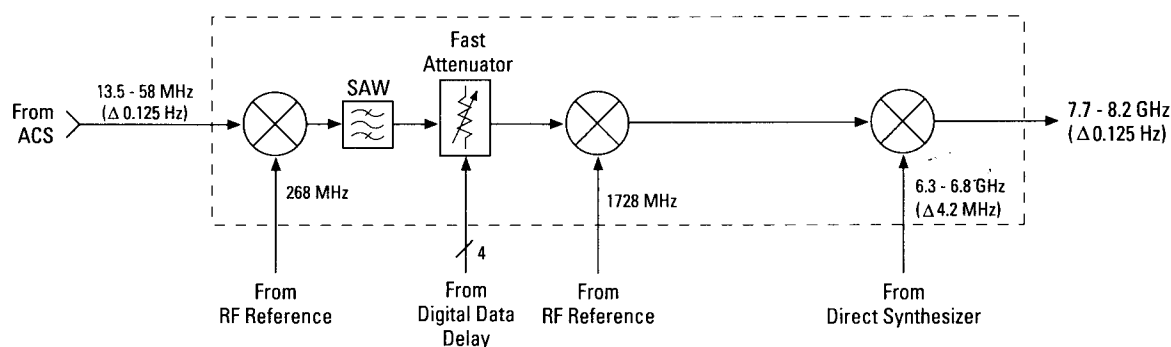 Fast
Attenuator
SAW
13.5 - 58 MHz
(Δ 0.125 Hz)
From
ACS
7.7 - 8.2 GHz
(Δ 0.125 Hz)
268 MHz
1728 MHz
6.3 - 6.8 GHz
(Δ 4.2 MHz)
4
From
RF Reference
From
Digital Data
Delay
From
RF Reference
From
Direct Synthesizer